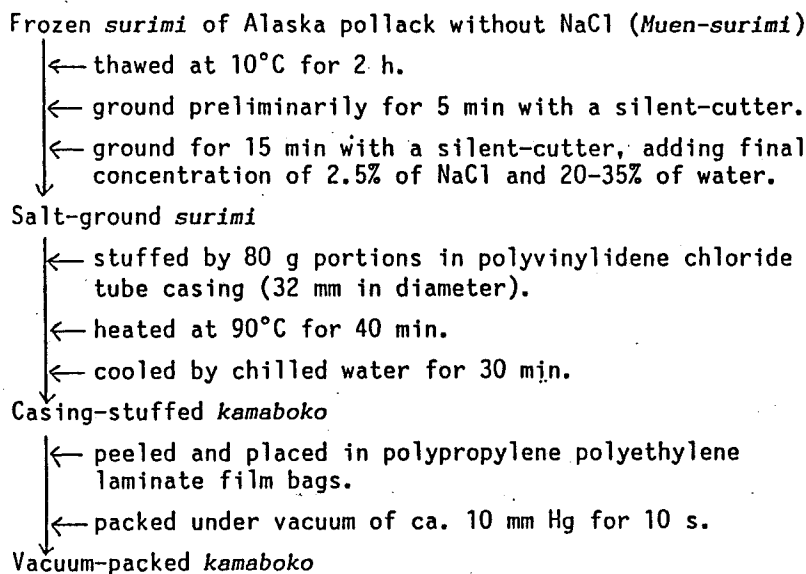 Frozen surimi of Alaska pollack without NaCl (Muen-surimi)
← thawed at 10°C for 2 h.
← ground preliminarily for 5 min with a silent-cutter.
← ground for 15 min with a silent-cutter, adding final
concentration of 2.5% of NaCl and 20-35% of water.
Salt-ground surimi
← stuffed by 80 g portions in polyvinylidene chloride
tube casing (32 mm in diameter).
← heated at 90°C for 40 min.
← cooled by chilled water for 30 min.
Casing-stuffed kamaboko
← peeled and placed in polypropylene polyethylene
laminate film bags.
← packed under vacuum of ca. 10 mm Hg for 10 s.
Vacuum-packed kamaboko